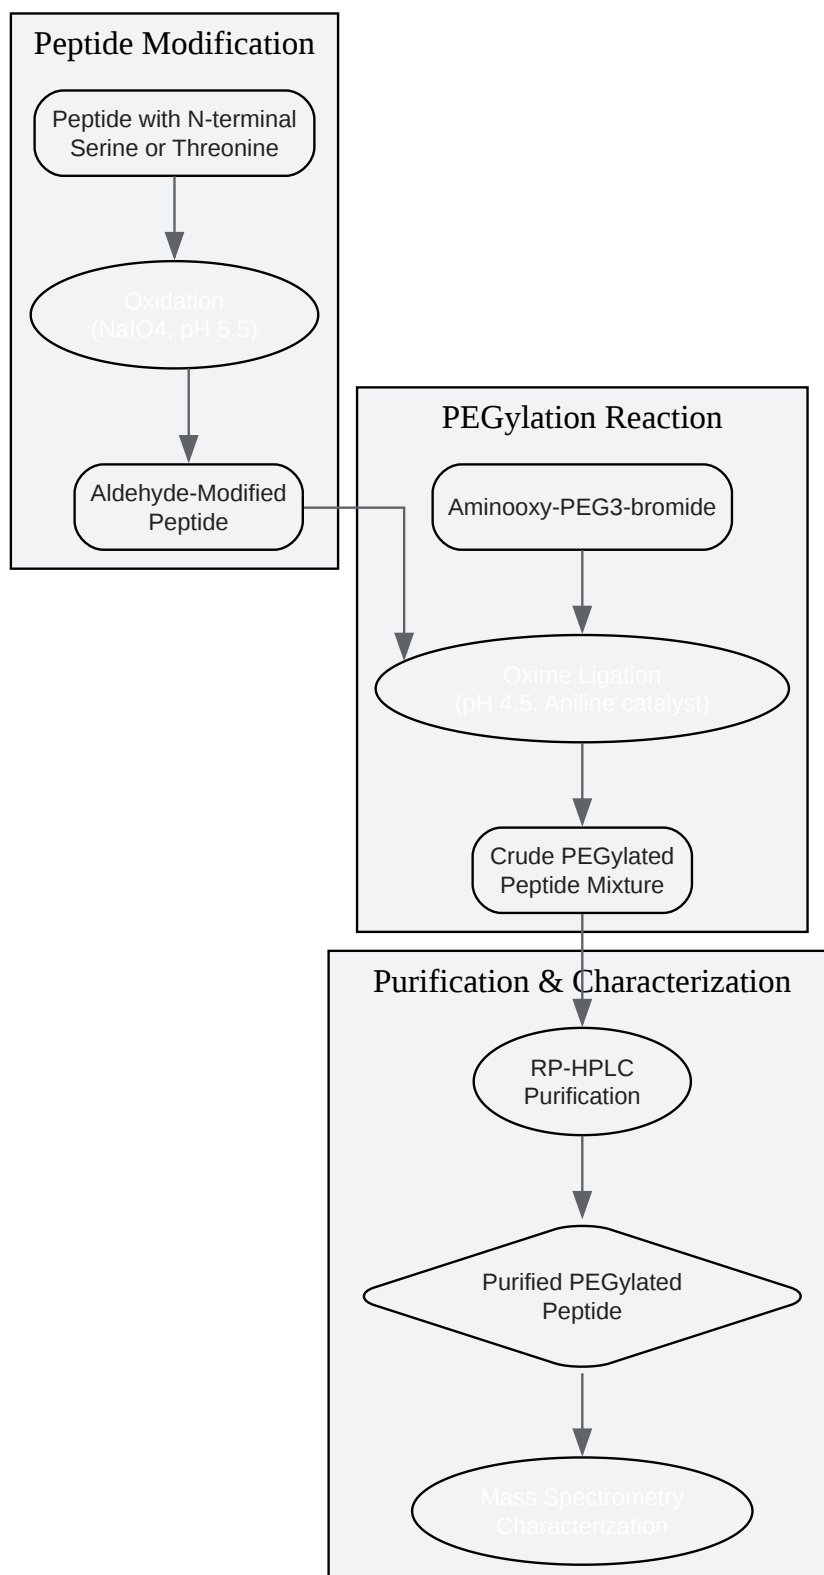 Peptide Modification
Peptide with N-terminal
Serine or Threonine
Oxidation
(NaIO4, pH 5.5)
Aldehyde-Modified
Peptide
PEGylation Reaction
Aminooxy-PEG3-bromide
Oxime Ligation
(pH 4.5, Aniline catalyst)
Crude PEGylated
Peptide Mixture
Purification & Characterization
RP-HPLC
Purification
Purified PEGylated
Peptide
Mass Spectrometry
Characterization